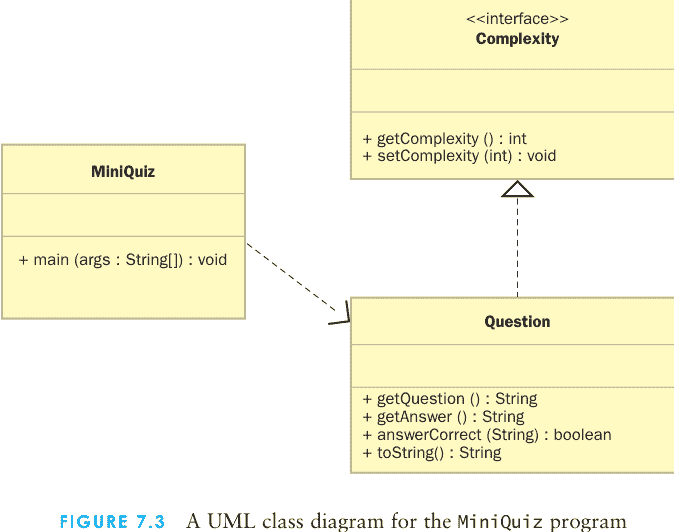 <<interface>>
Complexity
+ getComplexity () : int
+ setComplexity (int) : void
MiniQuiz
+ main (args : String[]) : void
Question
+ getQuestion () : String
+ getAnswer () : String
+ answerCorrect (String) : boolean
+ toString() : String
FIGURE 7.3 A UML class diagram for the MiniQuiz program